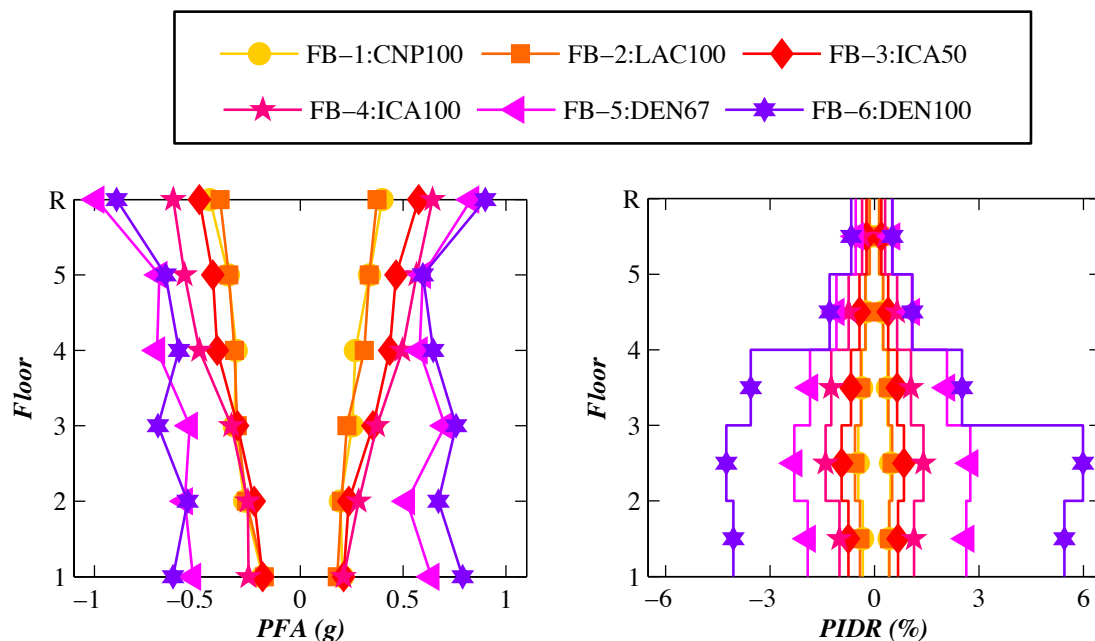 FB−1:CNP100 FB−2:LAC100 FB−3:ICA50
FB−4:ICA100 FB−5:DEN67 FB−6:DEN100
R
5
4
3
2
1
Floor
−1 −0.5 0 0.5 1
PFA (g)
R
5
4
3
2
1
Floor
−6 −3 0 3 6
PIDR (%)